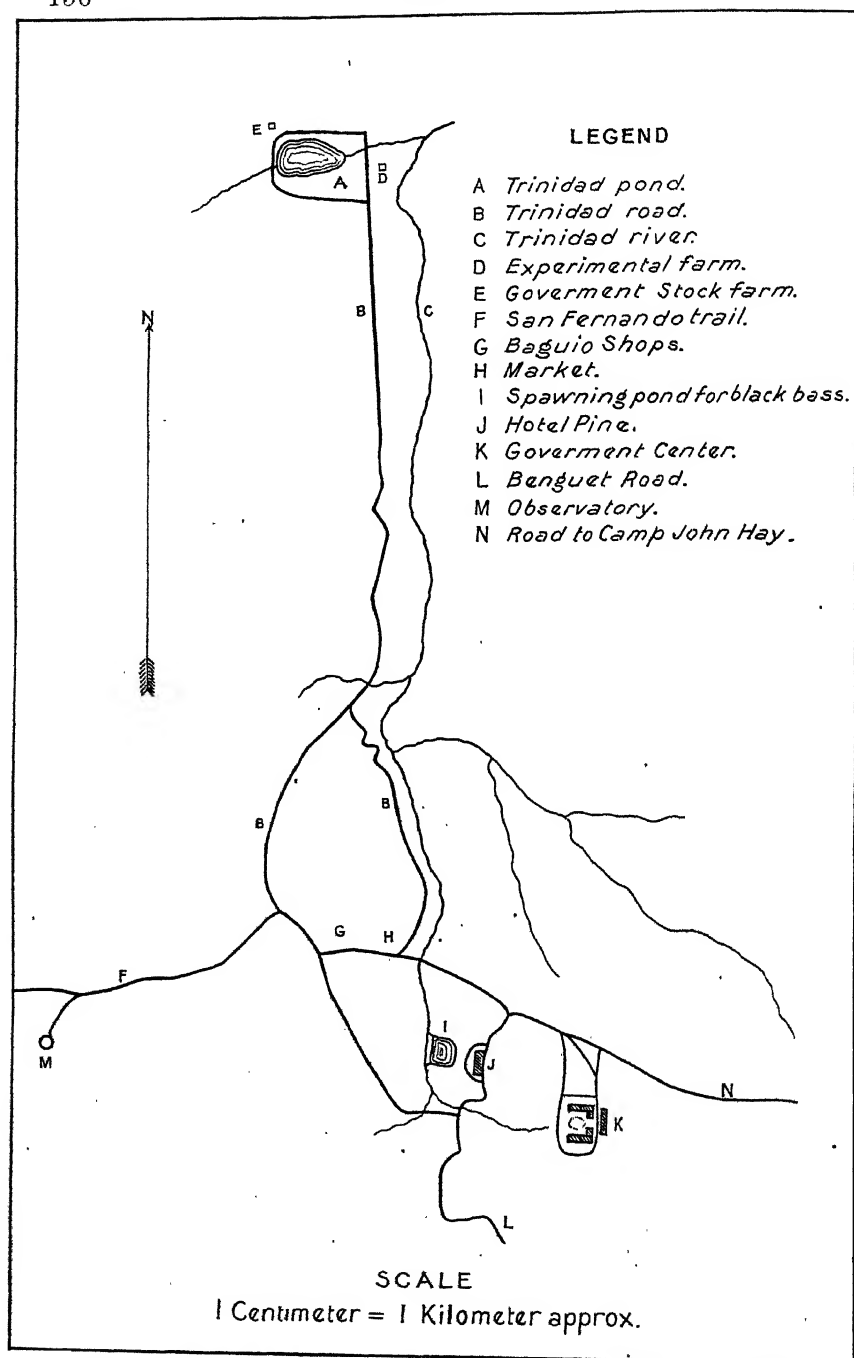 LEGEND
A Trinidad pond.
B Trinidad road.
C Trinidad river.
D Experimental farm.
E Goverment Stock farm.
F San Fernando trail.
G Baguio Shops.
H Market.
I Spawning pond for black bass.
J Hotel Pine.
K Goverment Center.
L Benguet Road.
M Observatory.
N Road to Camp John Hay.
E
A
D
N
B
C
B
B
G
H
F
I
M
J
N
K
L
SCALE
1 Centimeter = 1 Kilometer approx.